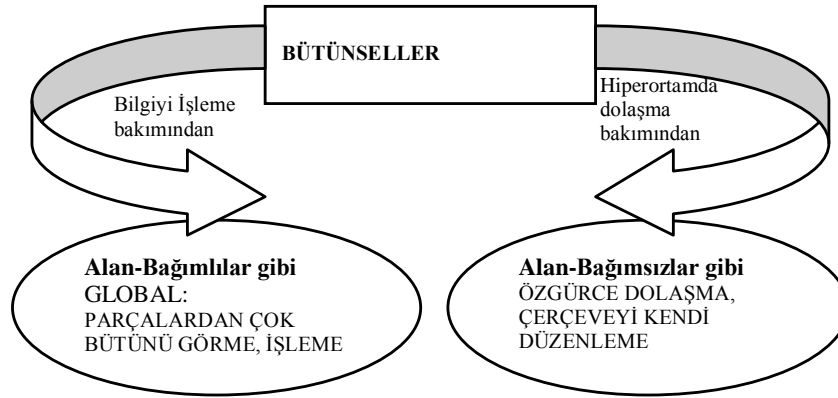 BÜTÜNSELLER
Bilgiyi İşleme
bakımından
Hiperortamda
dolaşma
bakımından
Alan-Bağımlılar gibi
GLOBAL:
PARÇALARDAN ÇOK
BÜTÜNÜ GÖRME, İŞLEME
Alan-Bağımsızlar gibi
ÖZGÜRCE DOLAŞMA,
ÇERÇEVEYİ KENDİ
DÜZENLEME